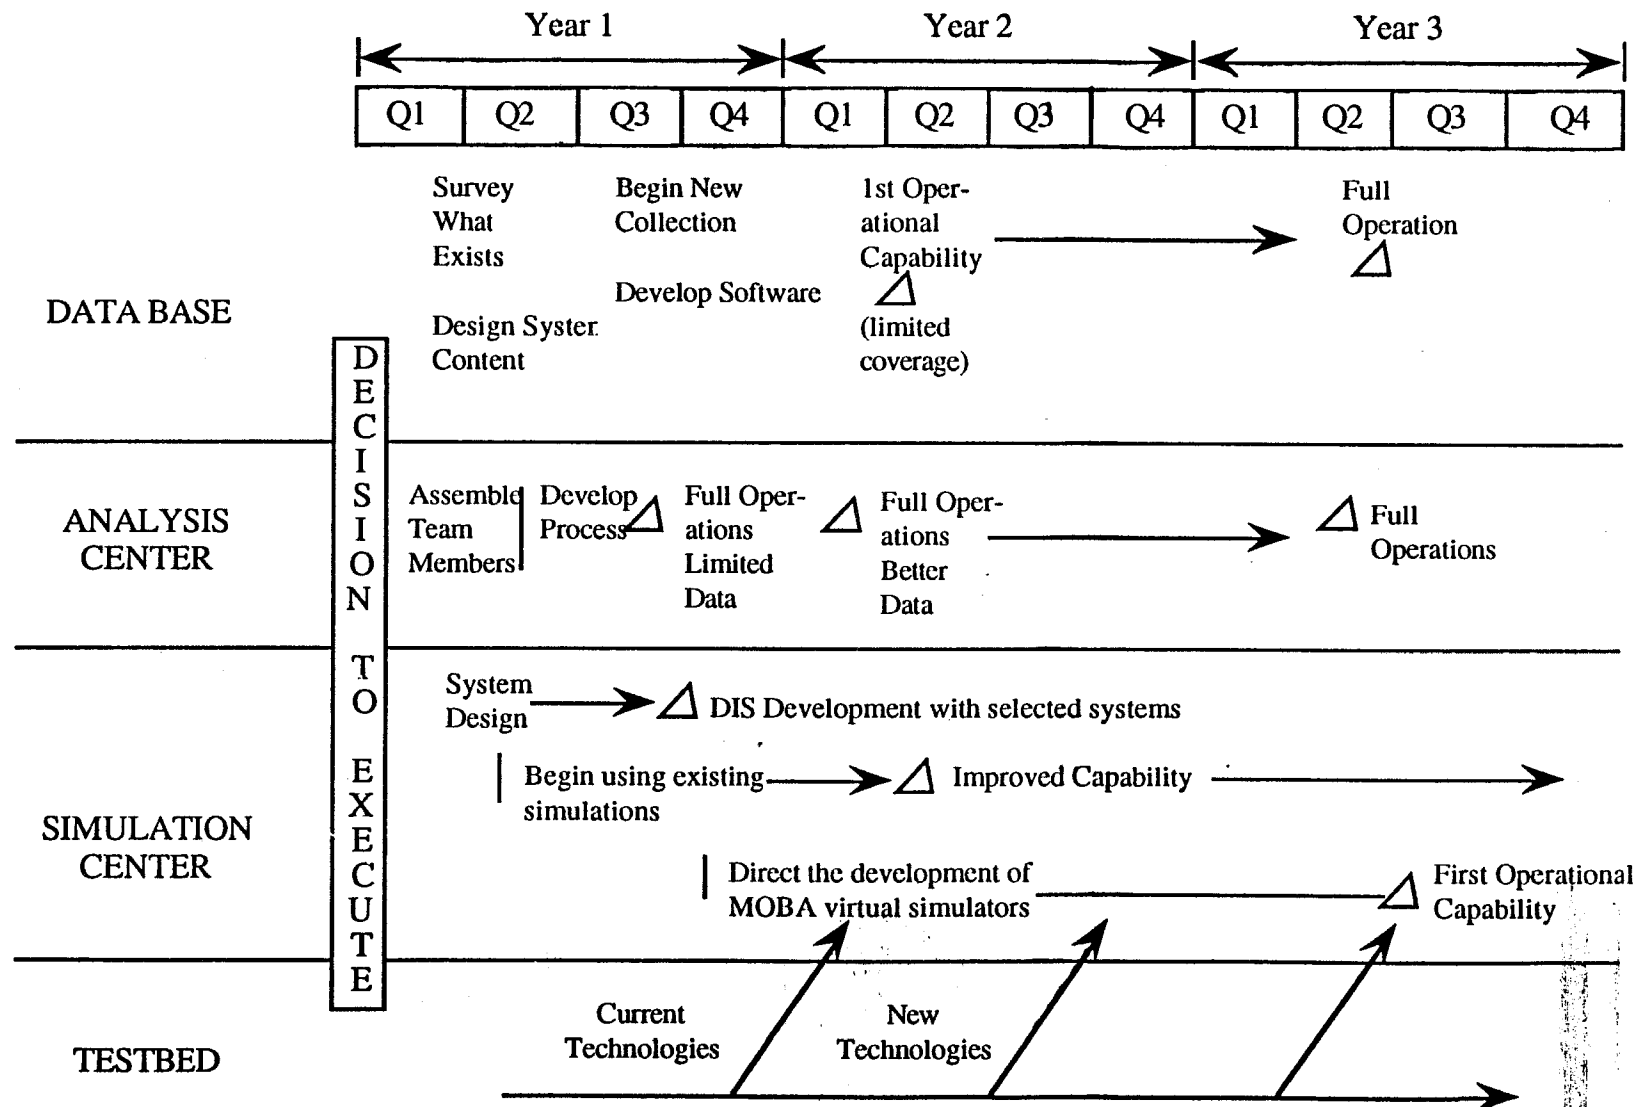 Year 1
Year 2
Year 3
Q1 Q2 Q3 Q4 Q1 Q2 Q3 Q4 Q1 Q2 Q3 Q4
DATA BASE
Survey
What
Exists
Design Syster
Content
Begin New
Collection
Develop Software
1st Oper-
ational
Capability
(limited
coverage)
Full
Operation
DECISION TO EXECUTE
ANALYSIS
CENTER
Assemble
Team
Members
Develop
Process
Full Oper-
ations
Limited
Data
Full Oper-
ations
Better
Data
Full
Operations
SIMULATION
CENTER
System
Design
DIS Development with selected systems
Begin using existing
simulations
Improved Capability
Direct the development of
MOBA virtual simulators
First Operational
Capability
TESTBED
Current
Technologies
New
Technologies